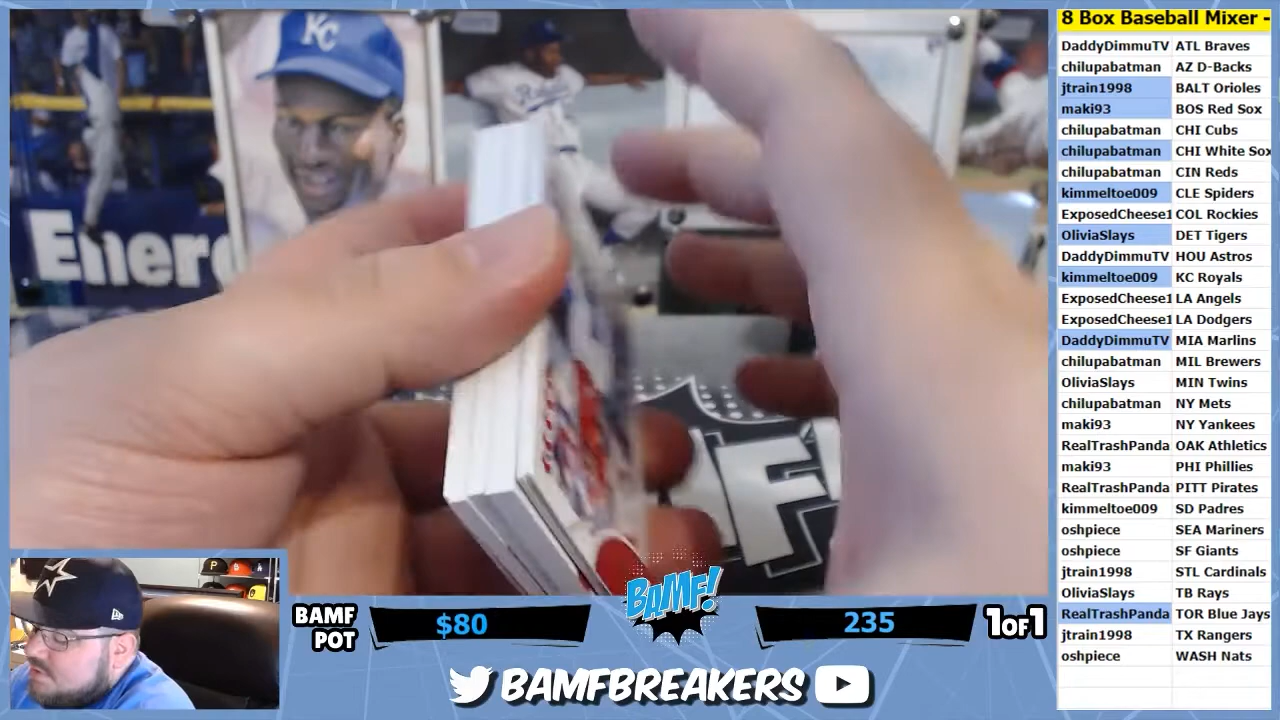 8 Box Baseball Mixer -
DaddyDimmuTV ATL Braves
chilupabatman AZ D-Backs
jtrain1998 BALT Orioles
maki93 BOS Red Sox
chilupabatman CHI Cubs
chilupabatman CHI White Sox
chilupabatman CIN Reds
kimmeltoe009 CLE Spiders
ExposedCheese1 COL Rockies
OliviaSlays DET Tigers
DaddyDimmuTV HOU Astros
kimmeltoe009 KC Royals
ExposedCheese1 LA Angels
ExposedCheese1 LA Dodgers
DaddyDimmuTV MIA Marlins
chilupabatman MIL Brewers
OliviaSlays MIN Twins
chilupabatman NY Mets
maki93 NY Yankees
RealTrashPanda OAK Athletics
maki93 PHI Phillies
RealTrashPanda PITT Pirates
kimmeltoe009 SD Padres
oshpiece SEA Mariners
oshpiece SF Giants
jtrain1998 STL Cardinals
OliviaSlays TB Rays
RealTrashPanda TOR Blue Jays
jtrain1998 TX Rangers
oshpiece WASH Nats
KC
Ener
BAMF POT $80
BAMF!
235 1 OF 1
BAMFBREAKERS